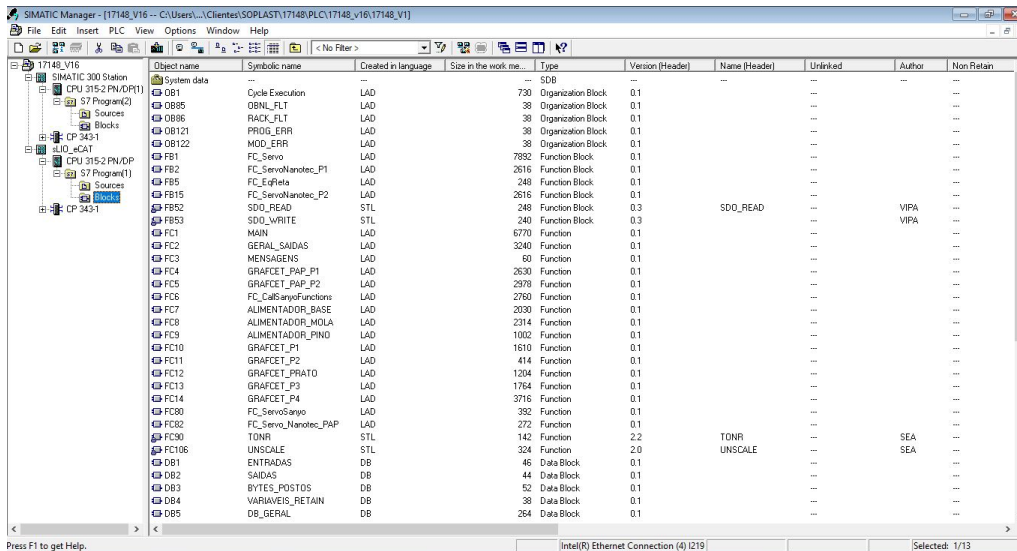 SIMATIC Manager - [17148_V16 -- C:\Users\...\Clientes\SOPLAST\17148\PLC\17148_v16\17148_V1]
File Edit Insert PLC View Options Window Help
< No Filter >
17148_V16
SIMATIC 300 Station
CPU 315-2 PN/DP(1)
S7 Program(2)
Sources
Blocks
CP 343-1
sLIO_eCAT
CPU 315-2 PN/DP
S7 Program(1)
Sources
Blocks
CP 343-1
Object name Symbolic name Created in language Size in the work me... Type Version (Header) Name (Header) Unlinked Author Non Retain
System data --- --- --- SDB --- --- --- ---
OB1 Cycle Execution LAD 730 Organization Block 0.1 --- ---
OB85 OBNL_FLT LAD 38 Organization Block 0.1 --- ---
OB86 RACK_FLT LAD 38 Organization Block 0.1 --- ---
OB121 PROG_ERR LAD 38 Organization Block 0.1 --- ---
OB122 MOD_ERR LAD 38 Organization Block 0.1 --- ---
FB1 FC_Servo LAD 7892 Function Block 0.1 --- ---
FB2 FC_ServoNanotec_P1 LAD 2616 Function Block 0.1 --- ---
FB5 FC_EqReta LAD 248 Function Block 0.1 --- ---
FB15 FC_ServoNanotec_P2 LAD 2616 Function Block 0.1 --- ---
FB52 SDO_READ STL 248 Function Block 0.3 SDO_READ --- VIPA ---
FB53 SDO_WRITE STL 240 Function Block 0.3 --- VIPA ---
FC1 MAIN LAD 6770 Function 0.1 --- ---
FC2 GERAL_SAIDAS LAD 3240 Function 0.1 --- ---
FC3 MENSAGENS LAD 60 Function 0.1 --- ---
FC4 GRAFCET_PAP_P1 LAD 2630 Function 0.1 --- ---
FC5 GRAFCET_PAP_P2 LAD 2978 Function 0.1 --- ---
FC6 FC_CallSanyoFunctions LAD 2760 Function 0.1 --- ---
FC7 ALIMENTADOR_BASE LAD 2030 Function 0.1 --- ---
FC8 ALIMENTADOR_MOLA LAD 2314 Function 0.1 --- ---
FC9 ALIMENTADOR_PINO LAD 1002 Function 0.1 --- ---
FC10 GRAFCET_P1 LAD 1610 Function 0.1 --- ---
FC11 GRAFCET_P2 LAD 414 Function 0.1 --- ---
FC12 GRAFCET_PRATO LAD 1204 Function 0.1 --- ---
FC13 GRAFCET_P3 LAD 1764 Function 0.1 --- ---
FC14 GRAFCET_P4 LAD 3716 Function 0.1 --- ---
FC80 FC_ServoSanyo LAD 392 Function 0.1 --- ---
FC82 FC_Servo_Nanotec_PAP LAD 272 Function 0.1 --- ---
FC90 TONR STL 142 Function 2.2 TONR --- SEA ---
FC106 UNSCALE STL 324 Function 2.0 UNSCALE --- SEA ---
DB1 ENTRADAS DB 46 Data Block 0.1 --- ---
DB2 SAIDAS DB 44 Data Block 0.1 --- ---
DB3 BYTES_POSTOS DB 52 Data Block 0.1 --- ---
DB4 VARIAVEIS_RETAIN DB 38 Data Block 0.1 --- ---
DB5 DB_GERAL DB 264 Data Block 0.1 --- ---
Press F1 to get Help. Intel(R) Ethernet Connection (4) I219 Selected: 1/13